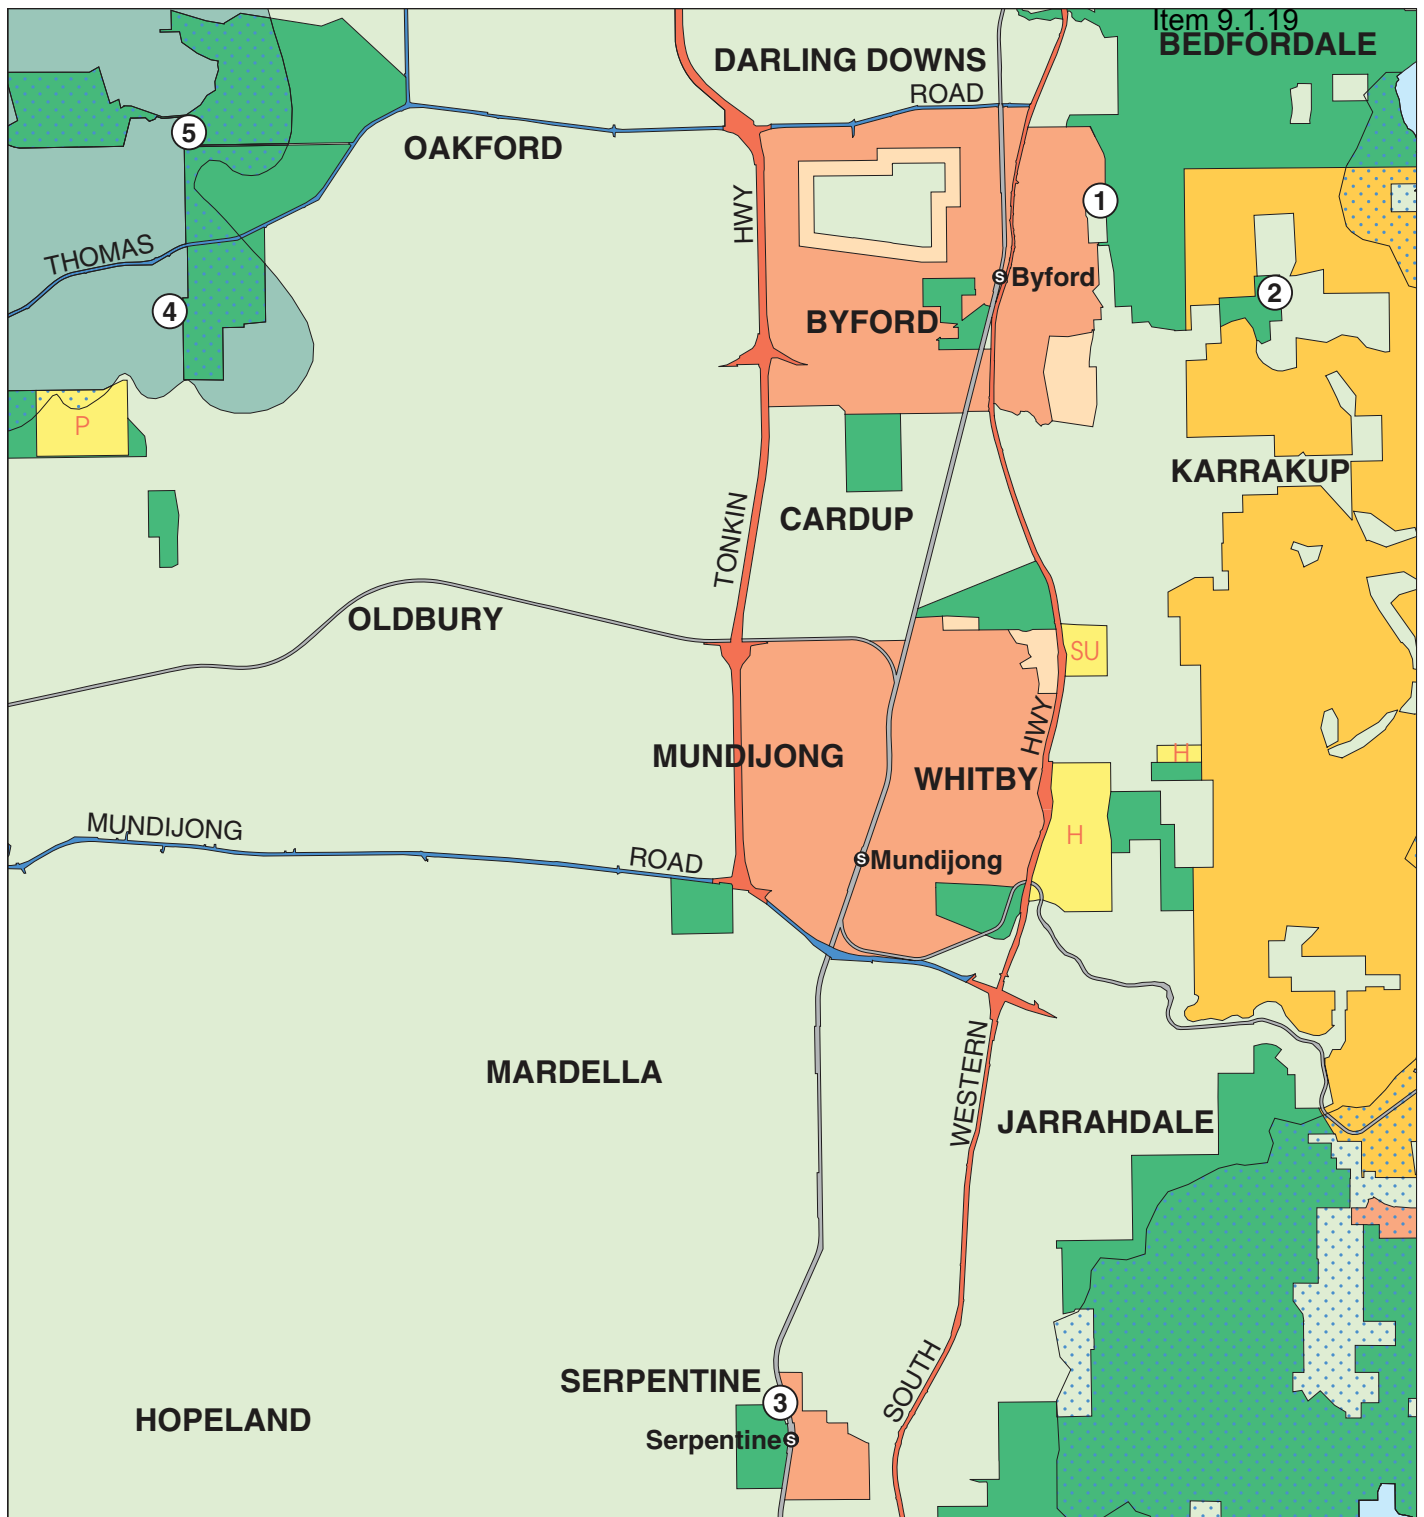 Item 9.1.19
BEDFORDALE
DARLING DOWNS
ROAD
5
OAKFORD
1
HWY
THOMAS
Byford
2
4
BYFORD
P
KARRAKUP
CARDUP
TONKIN
OLDBURY
SU
HWY
MUNDIJONG
WHITBY
H
MUNDIJONG
H
ROAD
S Mundijong
MARDELLA
WESTERN
JARRAHDALE
SOUTH
SERPENTINE
3
HOPELAND
Serpentine S